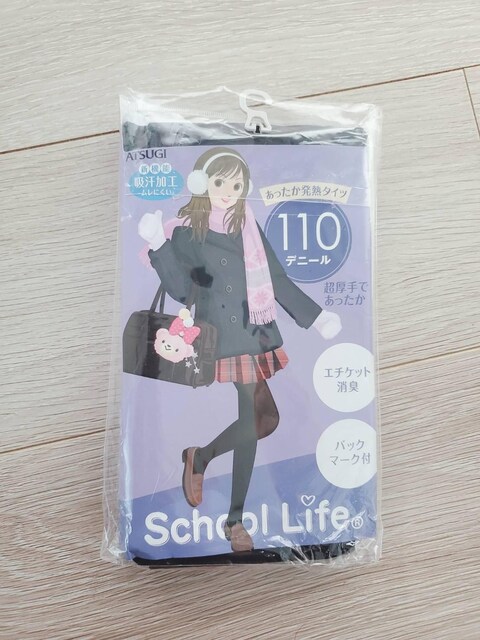 ATSUGI
吸汗加工
あったか発熱タイツ
110
デニール
超厚手で
あったか
エチケット
消臭
バック
マーク付
School Life®